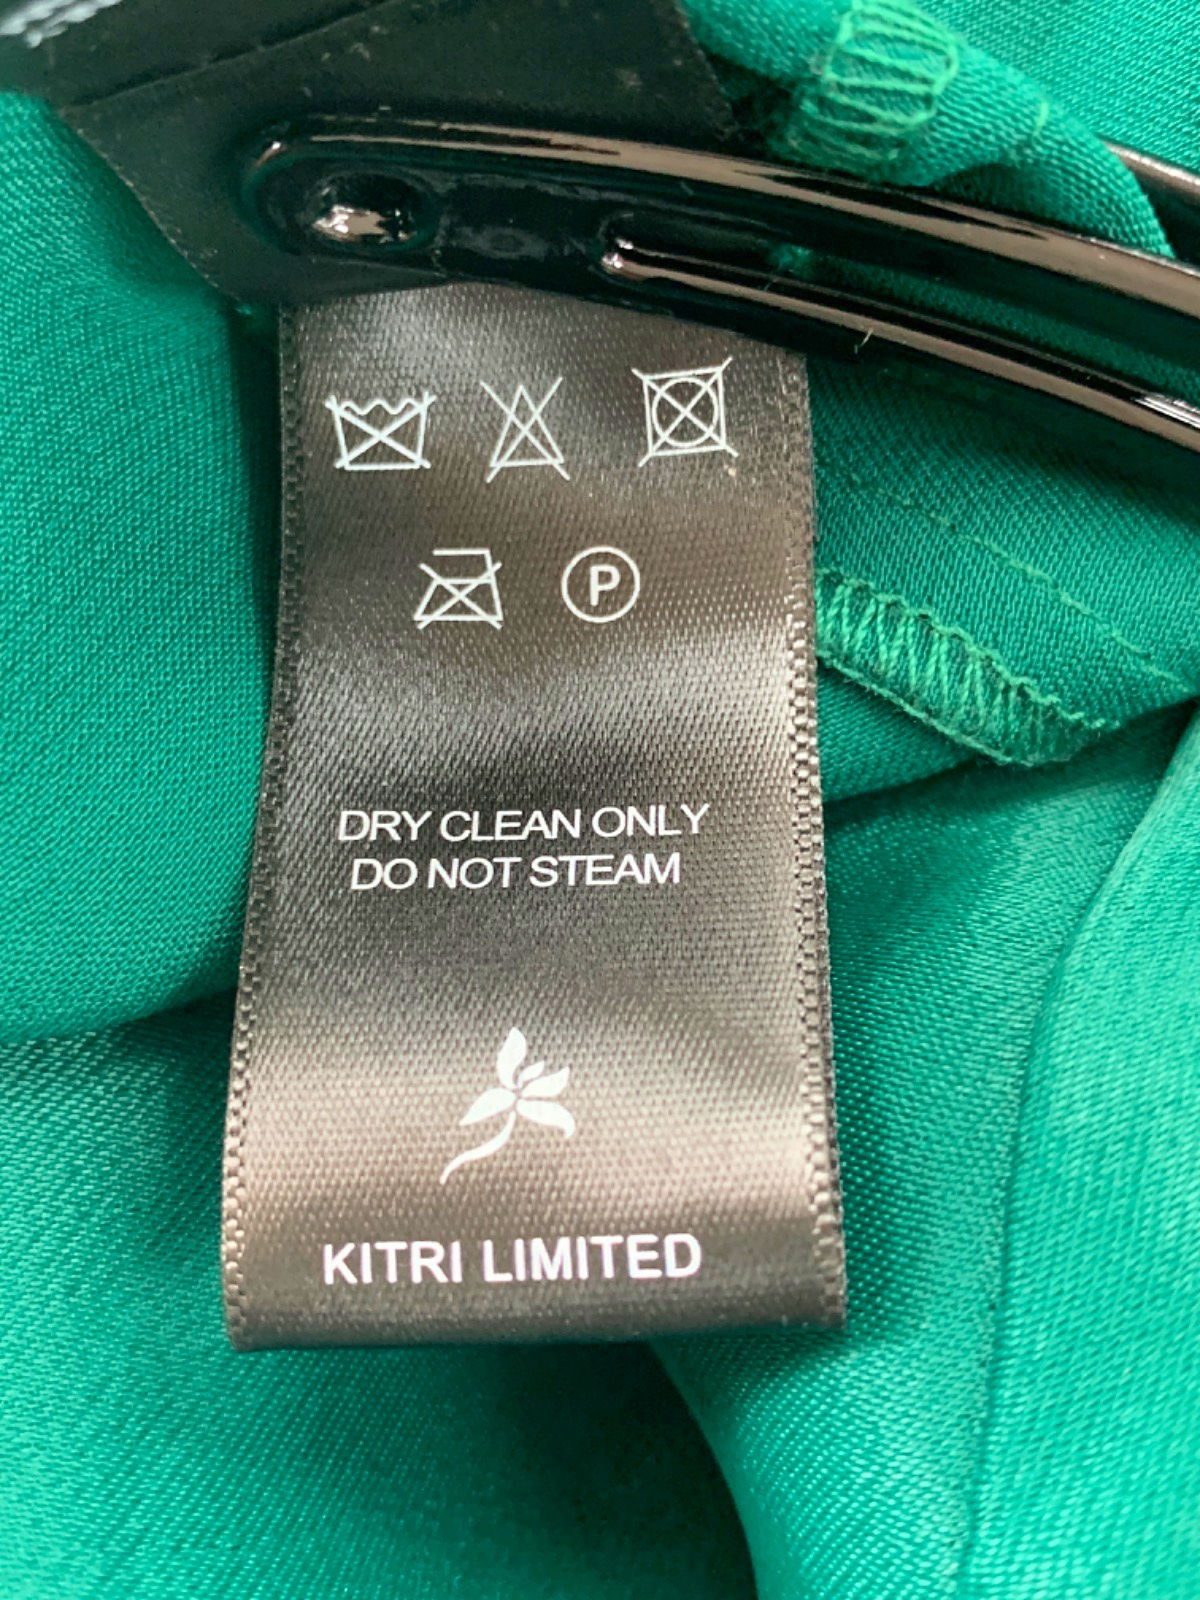 P
DRY CLEAN ONLY
DO NOT STEAM
KITRI LIMITED